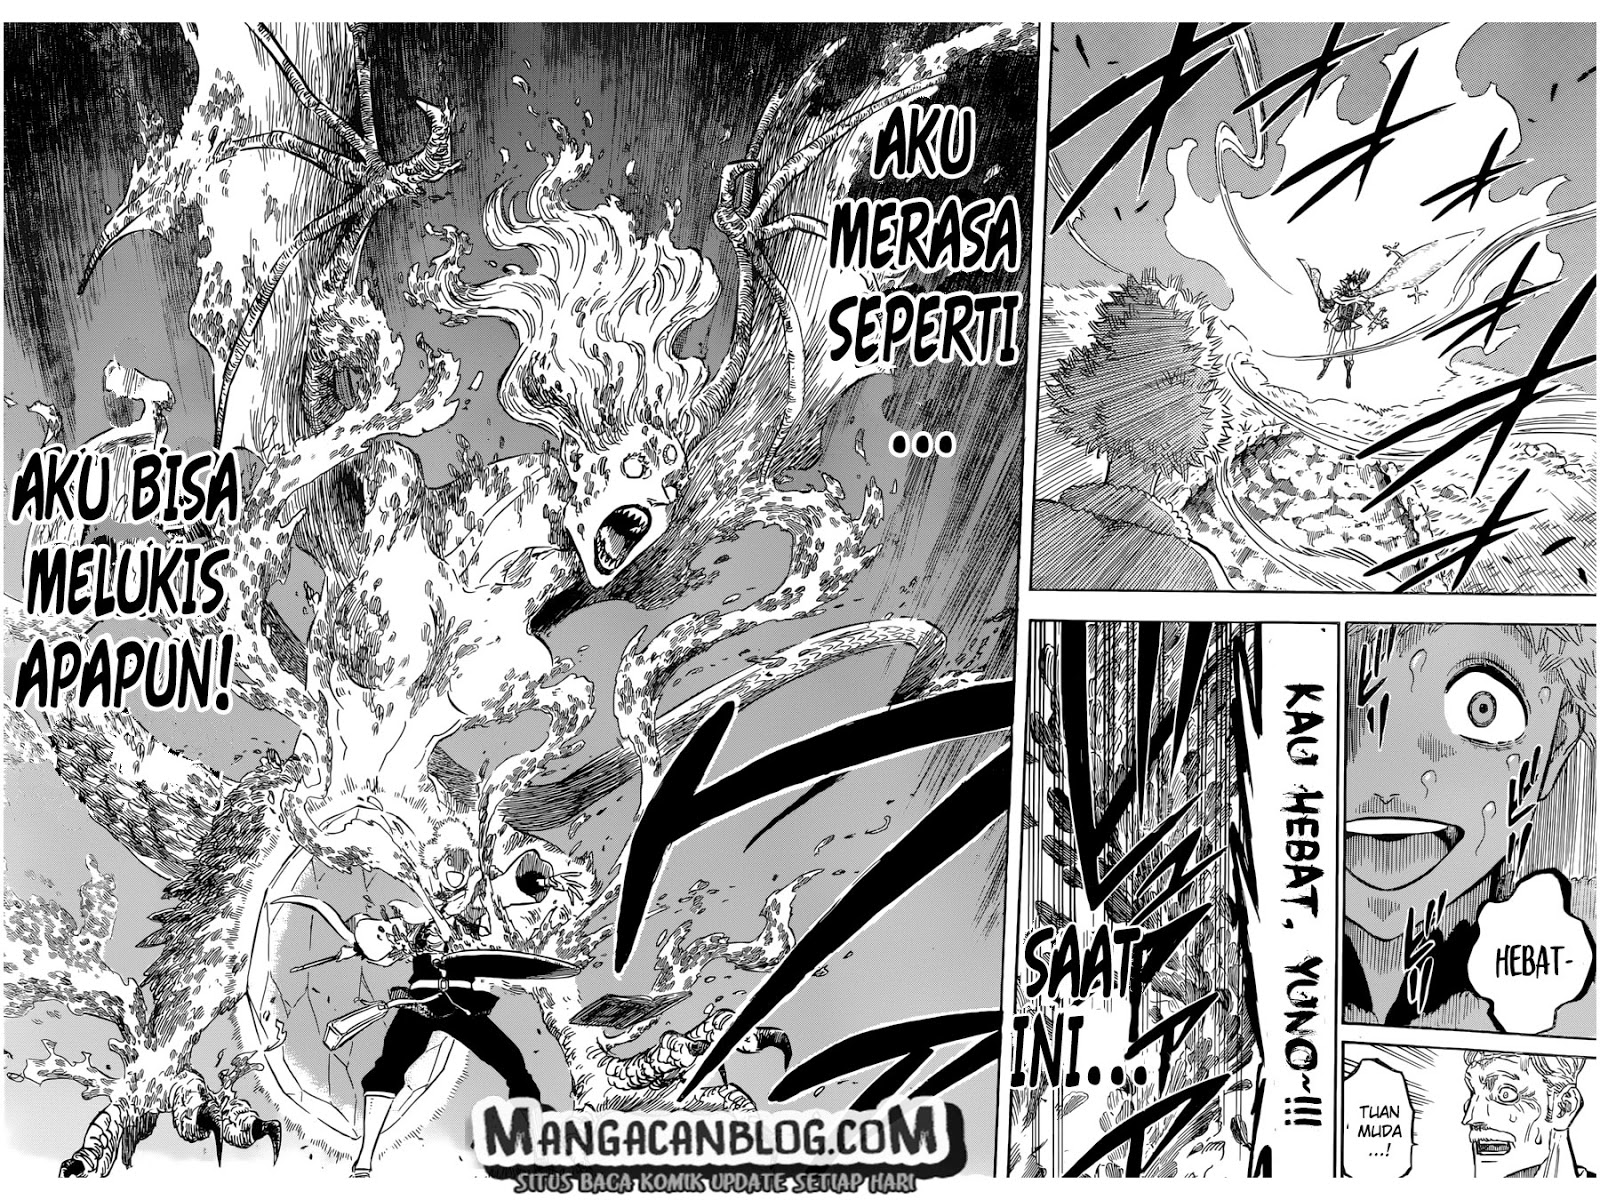 HEBAT-
TUAN
MUDA
...!
KAU HEBAT, YUNO~!!!
SAAT
INI...
AKU
MERASA
SEPERTI
...
AKU BISA
MELUKIS
APAPUN!
MANGACANBLOG.COM
SITUS BACA KOMIK UPDATE SETIAP HARI